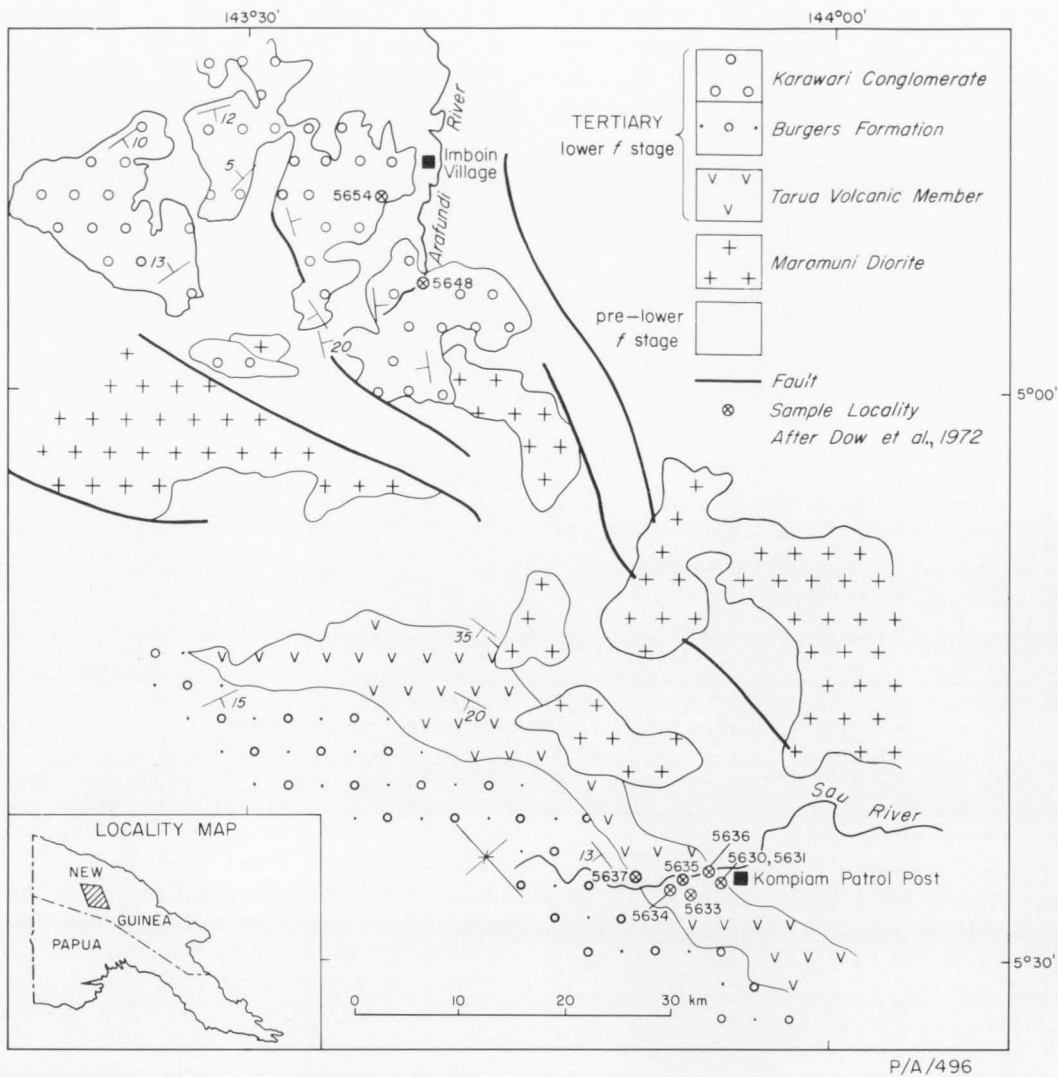 143°30'
144°00'
Karawari Conglomerate
TERTIARY
lower f stage
Burgers Formation
Tarua Volcanic Member
Maramuni Diorite
pre-lower
f stage
Fault
Sample Locality
After Dow et al., 1972
River
Arafundi
Imboin
Village
12
10
5
5654
13
5648
20
5°00'
35
15
20
Sau River
13
5637
5635
5636
5630, 5631
Kompiam Patrol Post
5634
5633
5°30'
LOCALITY MAP
NEW
GUINEA
PAPUA
0 10 20 30 km
P/A/496